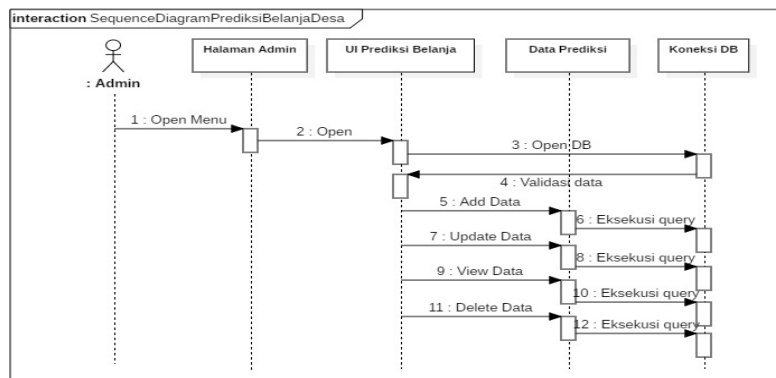 interaction SequenceDiagramPrediksiBelanjaDesa
Halaman Admin
UI Prediksi Belanja
Data Prediksi
Koneksi DB
: Admin
1 : Open Menu
2 : Open
3 : Open DB
4 : Validasi data
5 : Add Data
6 : Eksekusi query
7 : Update Data
8 : Eksekusi query
9 : View Data
10 : Eksekusi query
11 : Delete Data
12 : Eksekusi query